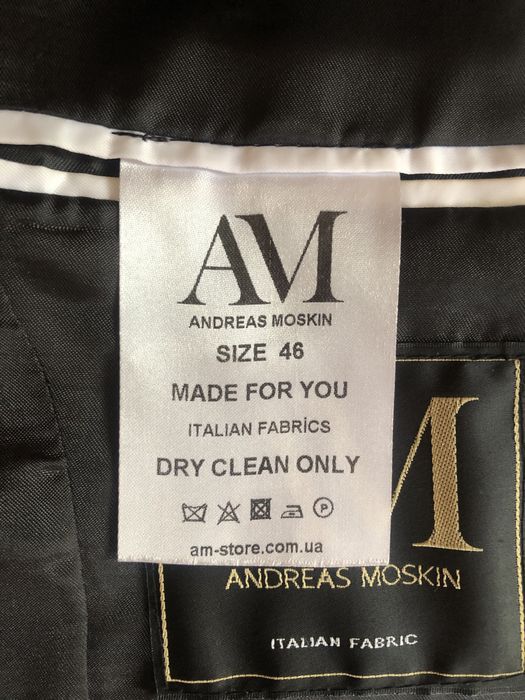 AM
ANDREAS MOSKIN
SIZE 46
MADE FOR YOU
ITALIAN FABRİCS
DRY CLEAN ONLY
P
am-store.com.ua
M
ANDREAS MOSKIN
ITALIAN FABRIC